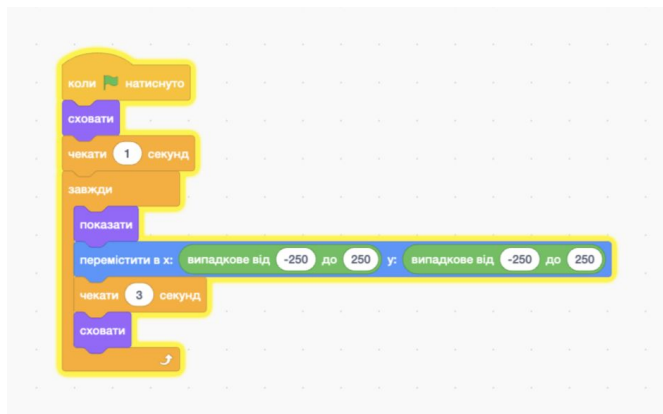 коли натиснуто
сховати
чекати 1 секунд
завжди
показати
перемістити в x: випадкове від -250 до 250 y: випадкове від -250 до 250
чекати 3 секунд
сховати